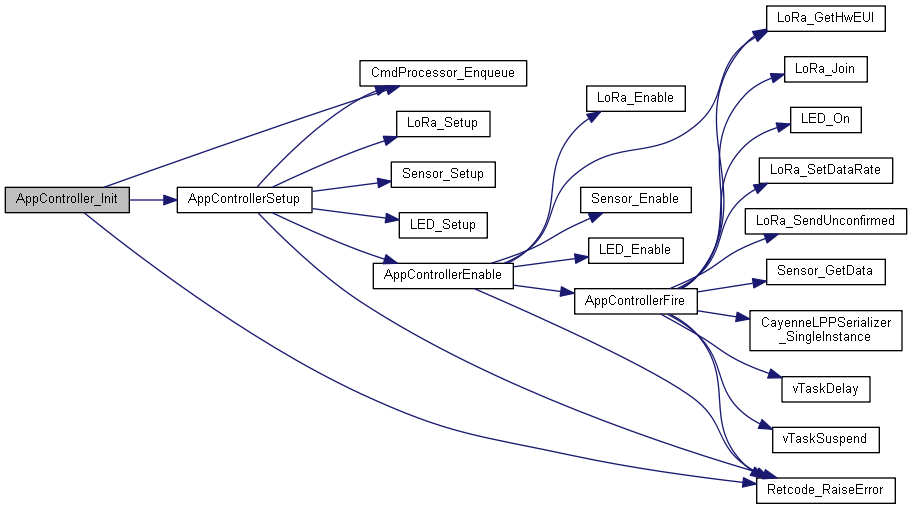 AppController_Init
AppControllerSetup
CmdProcessor_Enqueue
LoRa_Setup
Sensor_Setup
LED_Setup
AppControllerEnable
LoRa_Enable
Sensor_Enable
LED_Enable
AppControllerFire
LoRa_GetHwEUI
LoRa_Join
LED_On
LoRa_SetDataRate
LoRa_SendUnconfirmed
Sensor_GetData
CayenneLPPSerializer
_SingleInstance
vTaskDelay
vTaskSuspend
Retcode_RaiseError